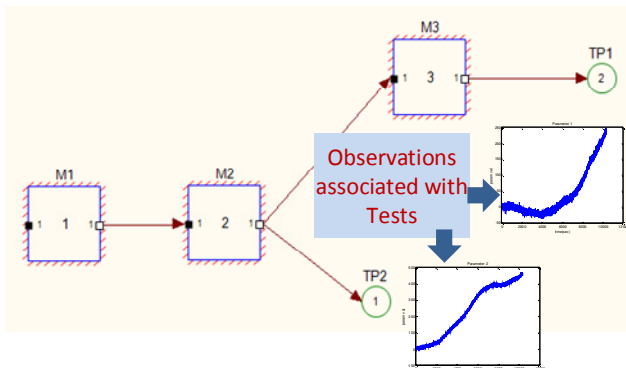 M3
1 3 1
TP1
2
Observations
associated with
Tests
Parameter 1
M1
1 1 1
M2
1 2 1
TP2
1
Parameter 2